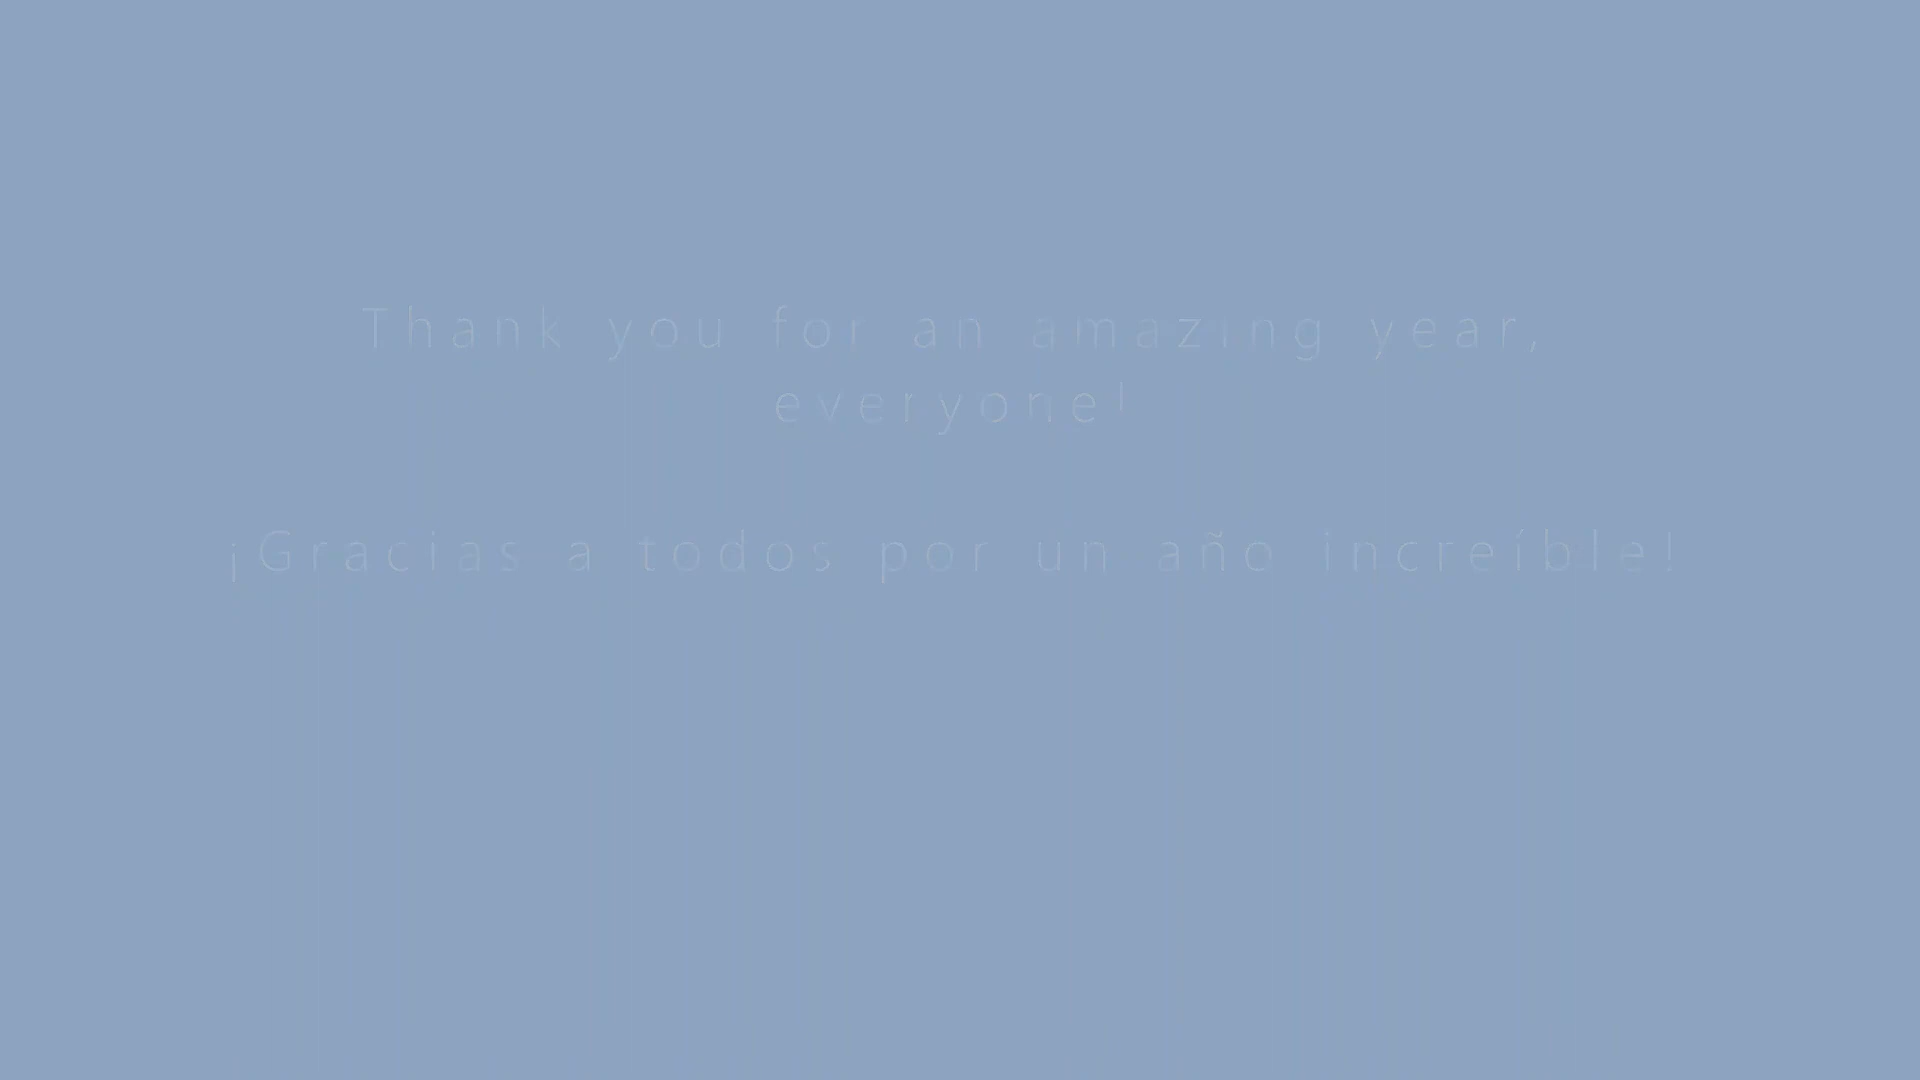 Thank you for an amazing year,
everyone!
¡Gracias a todos por un año increíble!